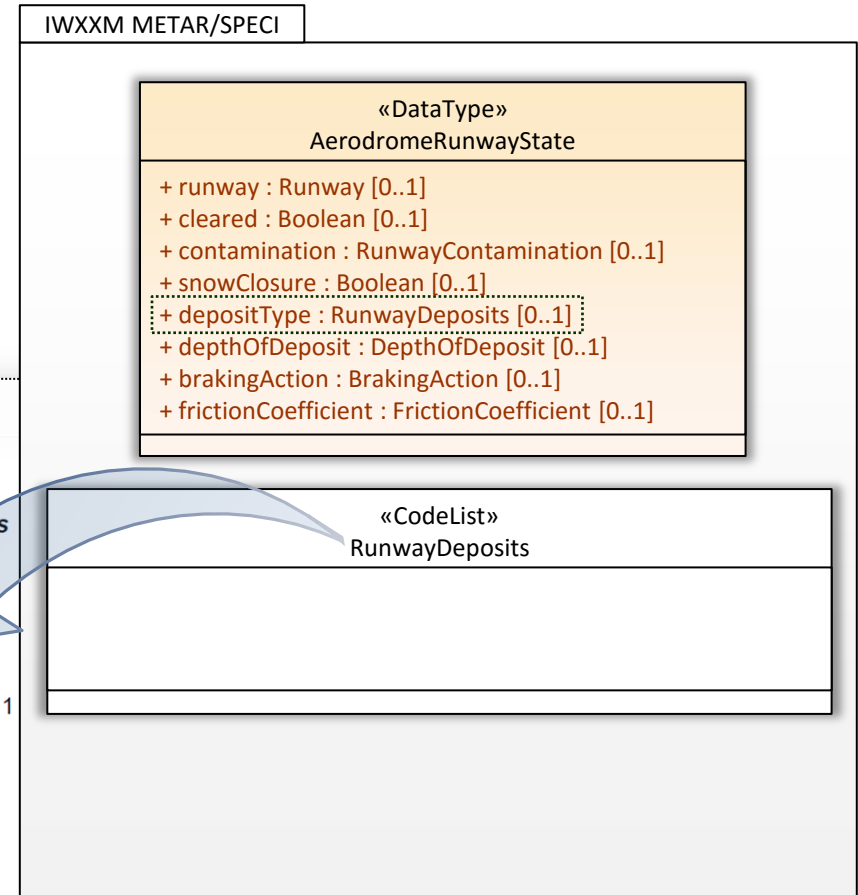 IWXXM METAR/SPECI
«DataType»
AerodromeRunwayState
+ runway : Runway [0..1]
+ cleared : Boolean [0..1]
+ contamination : RunwayContamination [0..1]
+ snowClosure : Boolean [0..1]
+ depositType : RunwayDeposits [0..1]
+ depthOfDeposit : DepthOfDeposit [0..1]
+ brakingAction : BrakingAction [0..1]
+ frictionCoefficient : FrictionCoefficient [0..1]
s
«CodeList»
RunwayDeposits
1